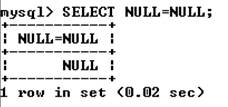 mysql> SELECT NULL=NULL;
+-----------+
| NULL=NULL |
+-----------+
|      NULL |
+-----------+
1 row in set (0.02 sec)